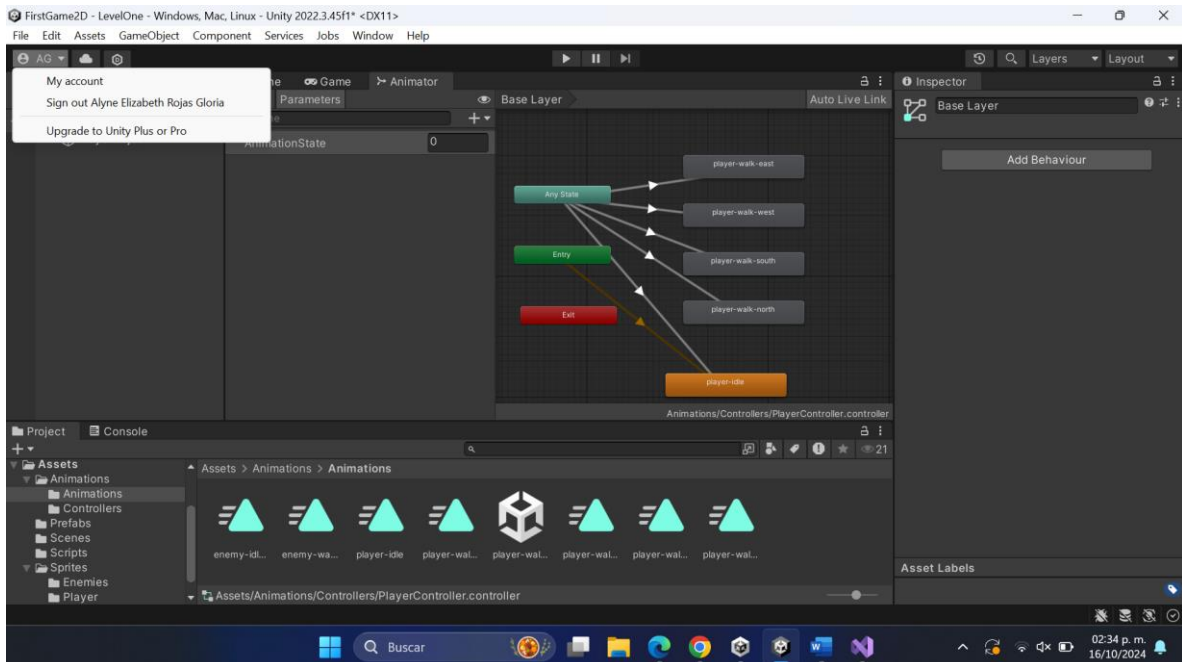 FirstGame2D - LevelOne - Windows, Mac, Linux - Unity 2022.3.45f1* <DX11>
File Edit Assets GameObject Component Services Jobs Window Help
AG
Layers Layout
My account
Sign out Alyne Elizabeth Rojas Gloria
Upgrade to Unity Plus or Pro
Game Animator
Parameters
Base Layer
Auto Live Link
AnimationState 0
Any State
Entry
Exit
player-walk-east
player-walk-west
player-walk-south
player-walk-north
player-idle
Animations/Controllers/PlayerController.controller
Inspector
Base Layer
Add Behaviour
Asset Labels
Project Console
21
Assets
Animations
Animations
Controllers
Prefabs
Scenes
Scripts
Sprites
Enemies
Player
Assets > Animations > Animations
enemy-idl... enemy-wa... player-idle player-wal... player-wal... player-wal... player-wal... player-wal...
Assets/Animations/Controllers/PlayerController.controller
Buscar
02:34 p. m.
16/10/2024